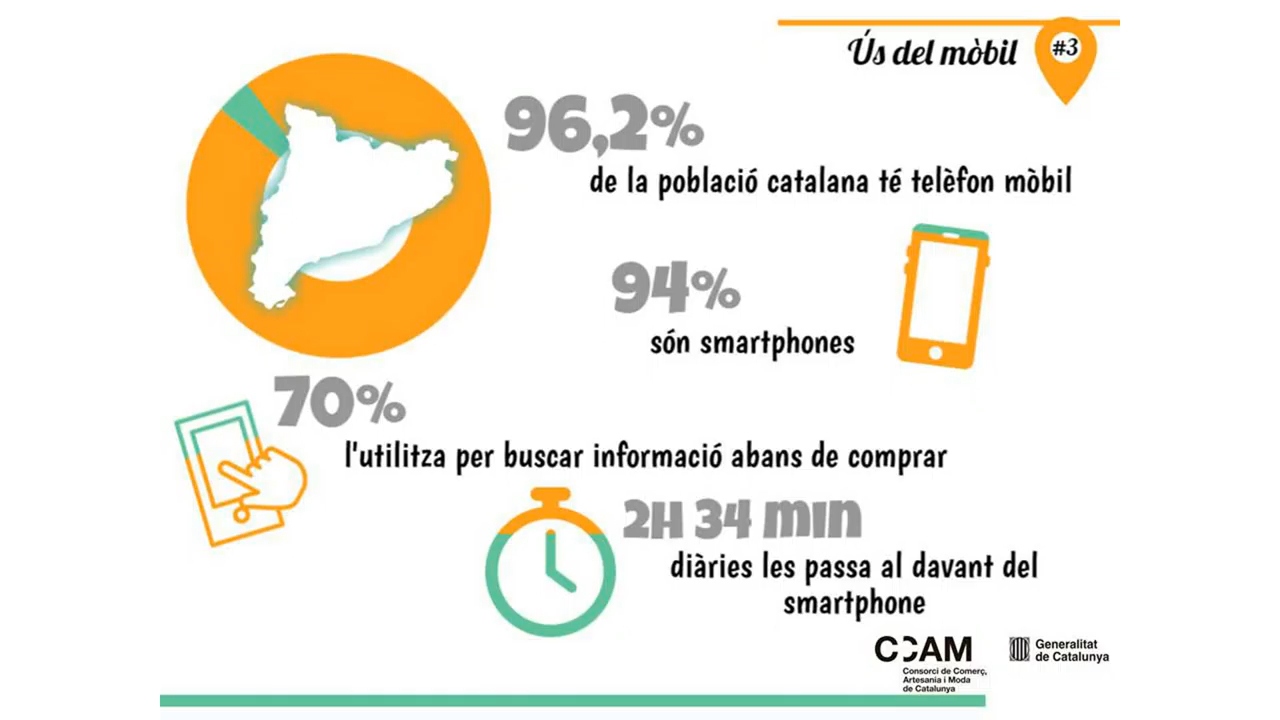 Ús del mòbil
#3
96,2%
de la població catalana té telèfon mòbil
94%
són smartphones
70%
l'utilitza per buscar informació abans de comprar
2H 34 min
diàries les passa al davant del
smartphone
CCAM
Consorci de Comerç,
Artesania i Moda
de Catalunya
Generalitat
de Catalunya